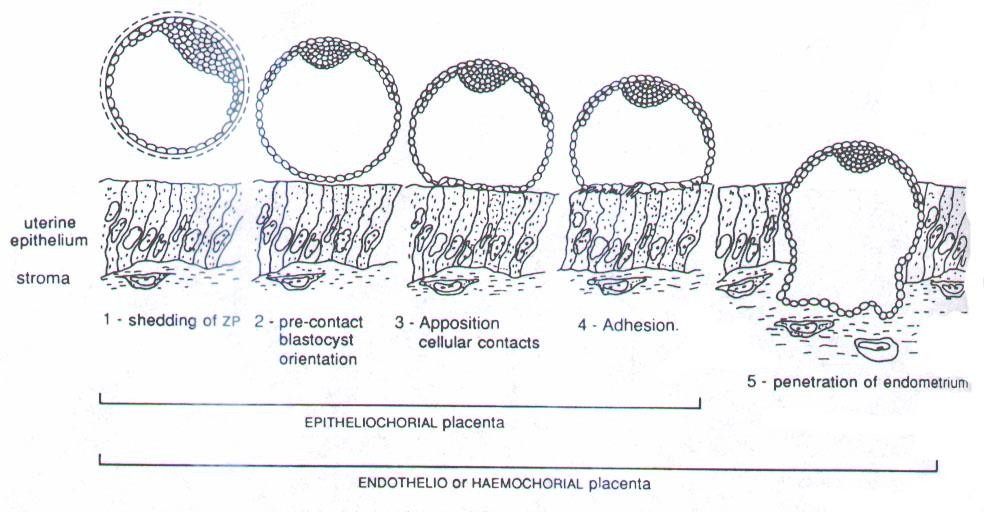 uterine
epithelium
stroma
1 - shedding of ZP
2 - pre-contact
blastocyst
orientation
3 - Apposition
cellular contacts
4 - Adhesion.
5 - penetration of endometrium
EPITHELIOCHORIAL placenta
ENDOTHELIO or HAEMOCHORIAL placenta